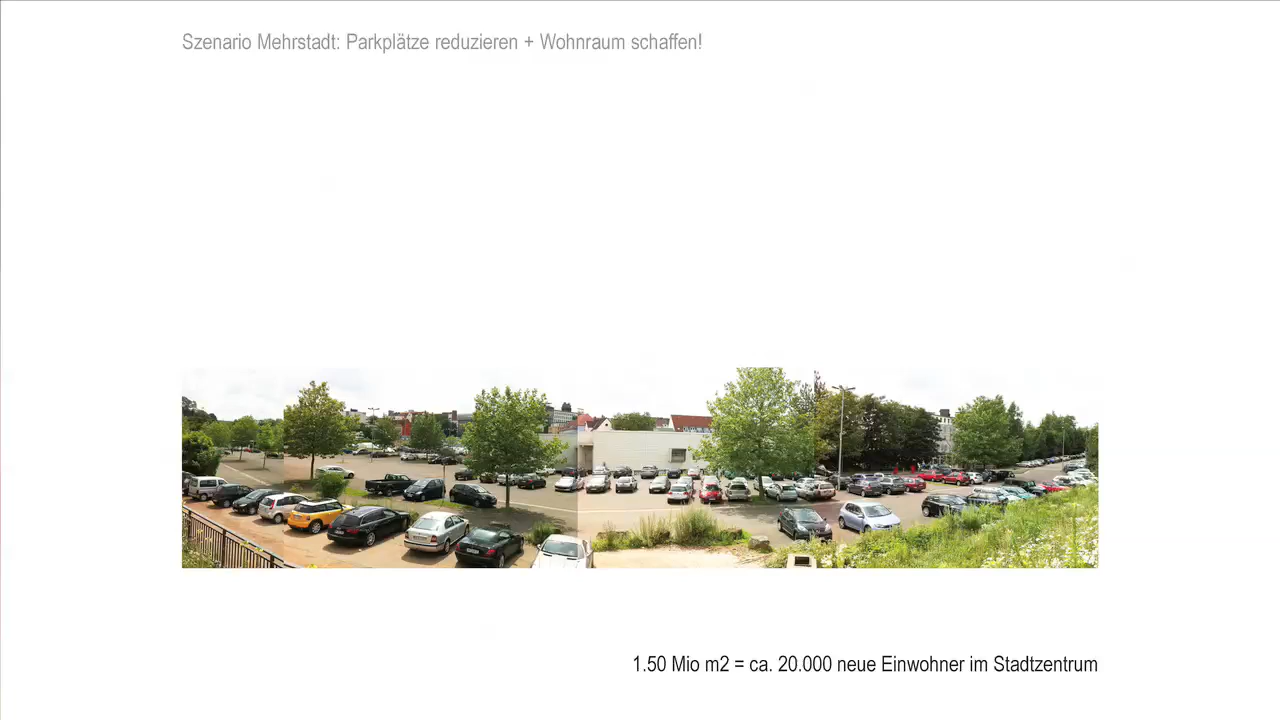 Szenario Mehrstadt: Parkplätze reduzieren + Wohnraum schaffen!
1.50 Mio m2 = ca. 20.000 neue Einwohner im Stadtzentrum